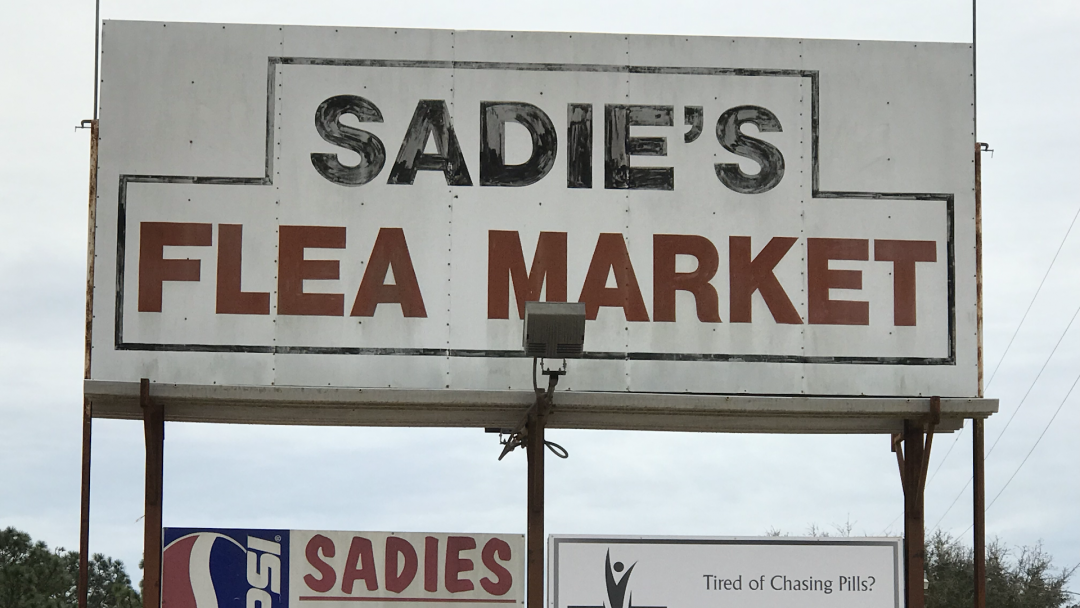 SADIE'S
FLEA MARKET
SADIES
Tired of Chasing Pills?